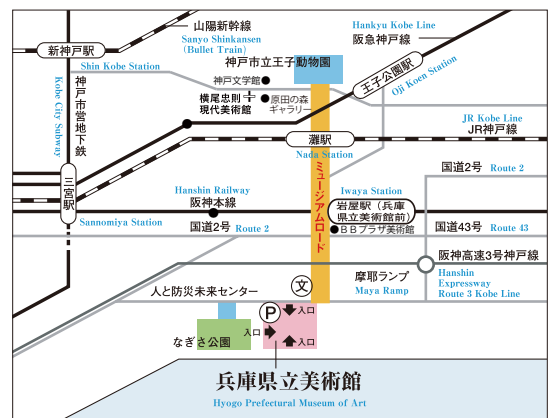 山陽新幹線
Sanyo Shinkansen
(Bullet Train)
Hankyu Kobe Line
阪急神戸線
新神戸駅
Shin Kobe Station
神戸市立王子動物園
神戸文学館
王子公園駅
Oji Koen Station
横尾忠則
現代美術館
原田の森
ギャラリー
神戸市営地下鉄
Kobe City Subway
JR Kobe Line
JR神戸線
灘駅
Nada Station
ミュージアムロード
国道2号 Route 2
三宮駅
Sannomiya Station
Hanshin Railway
阪神本線
国道2号 Route 2
Iwaya Station
岩屋駅（兵庫
県立美術館前）
BBプラザ美術館
国道43号 Route 43
阪神高速3号神戸線
Hanshin
Expressway
Route 3 Kobe Line
摩耶ランプ
Maya Ramp
人と防災未来センター
文
P
入口
入口
入口
なぎさ公園
兵庫県立美術館
Hyogo Prefectural Museum of Art